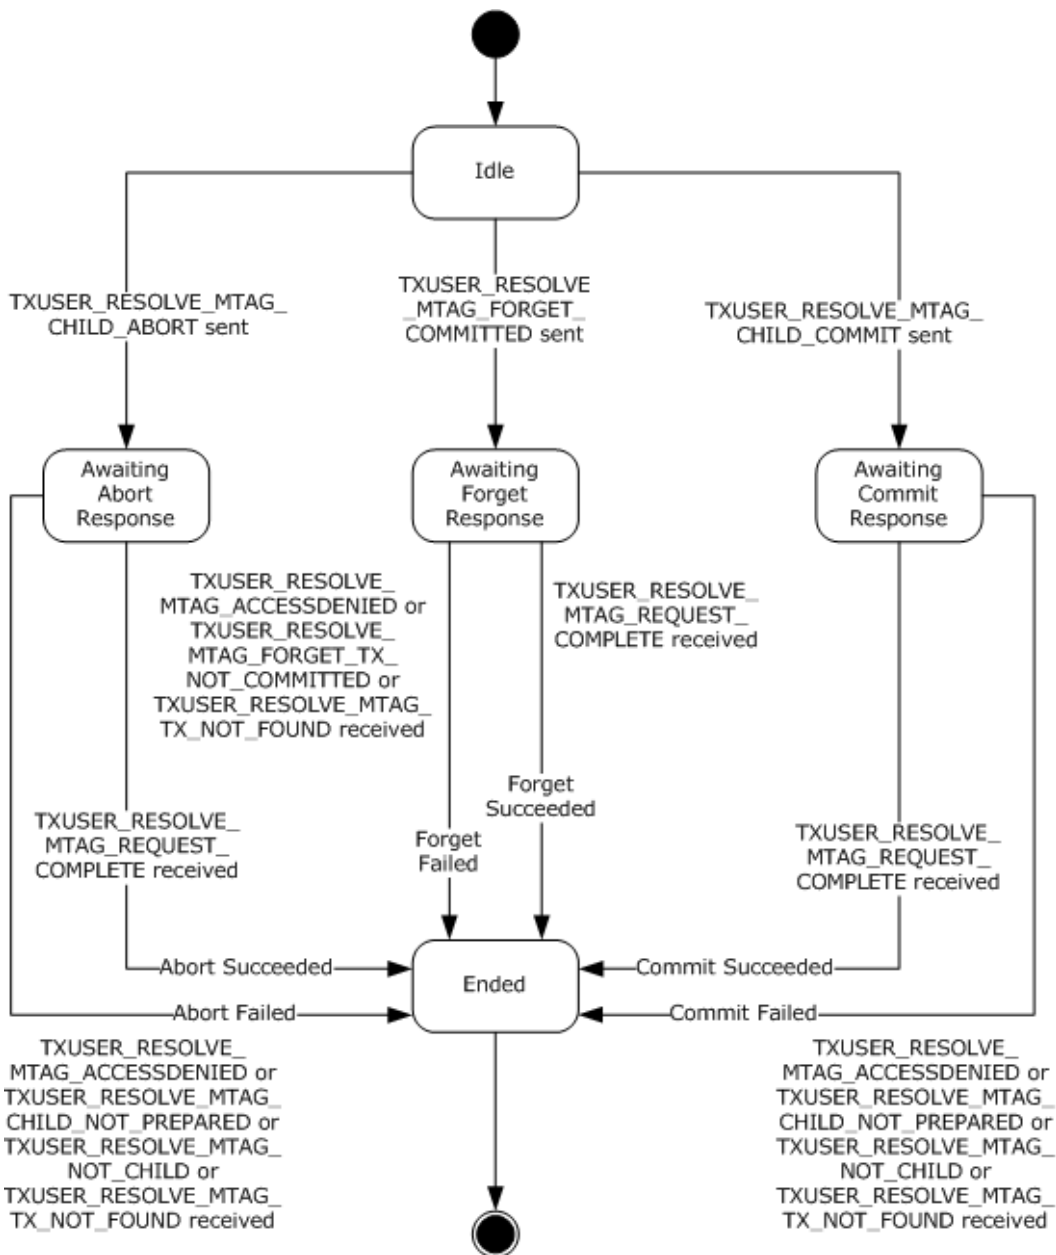 Idle
TXUSER_RESOLVE_MTAG_
CHILD_ABORT sent
TXUSER_RESOLVE
_MTAG_FORGET_
COMMITTED sent
TXUSER_RESOLVE_MTAG_
CHILD_COMMIT sent
Awaiting
Abort
Response
Awaiting
Forget
Response
Awaiting
Commit
Response
TXUSER_RESOLVE_
MTAG_ACCESSDENIED or
TXUSER_RESOLVE_
MTAG_FORGET_TX_
NOT_COMMITTED or
TXUSER_RESOLVE_MTAG_
TX_NOT_FOUND received
TXUSER_RESOLVE_
MTAG_REQUEST_
COMPLETE received
Forget
Succeeded
Forget
Failed
TXUSER_RESOLVE_
MTAG_REQUEST_
COMPLETE received
TXUSER_RESOLVE_
MTAG_REQUEST_
COMPLETE received
Abort Succeeded
Ended
Commit Succeeded
Abort Failed
Commit Failed
TXUSER_RESOLVE_
MTAG_ACCESSDENIED or
TXUSER_RESOLVE_MTAG_
CHILD_NOT_PREPARED or
TXUSER_RESOLVE_MTAG_
NOT_CHILD or
TXUSER_RESOLVE_MTAG_
TX_NOT_FOUND received
TXUSER_RESOLVE_
MTAG_ACCESSDENIED or
TXUSER_RESOLVE_MTAG_
CHILD_NOT_PREPARED or
TXUSER_RESOLVE_MTAG_
NOT_CHILD or
TXUSER_RESOLVE_MTAG_
TX_NOT_FOUND received